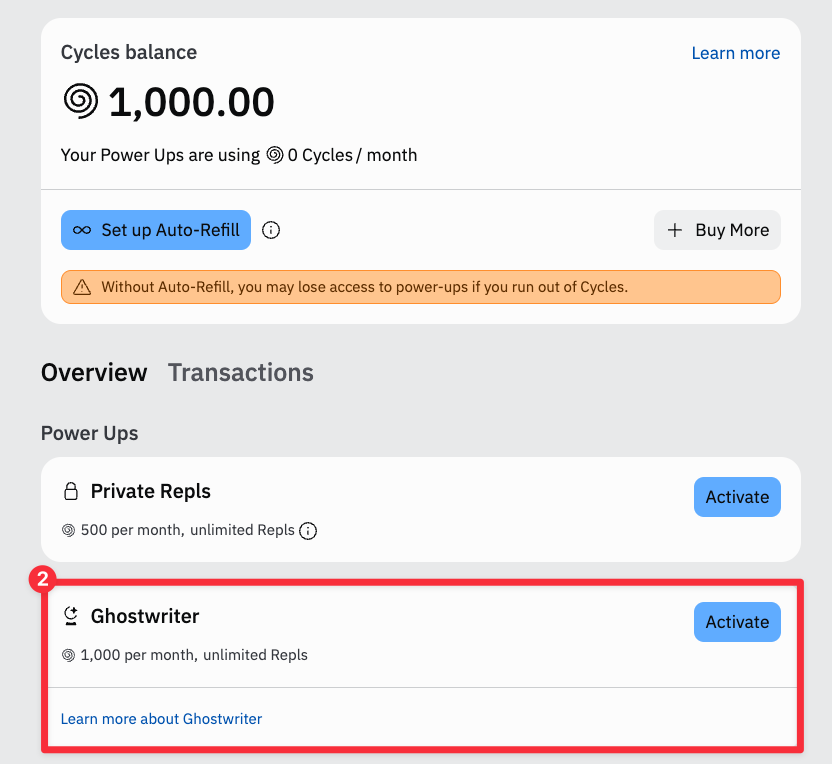 Cycles balance
Learn more
1,000.00
Your Power Ups are using 0 Cycles / month
Set up Auto-Refill
Buy More
Without Auto-Refill, you may lose access to power-ups if you run out of Cycles.
Overview Transactions
Power Ups
Private Repls
Activate
500 per month, unlimited Repls
2
Ghostwriter
Activate
1,000 per month, unlimited Repls
Learn more about Ghostwriter